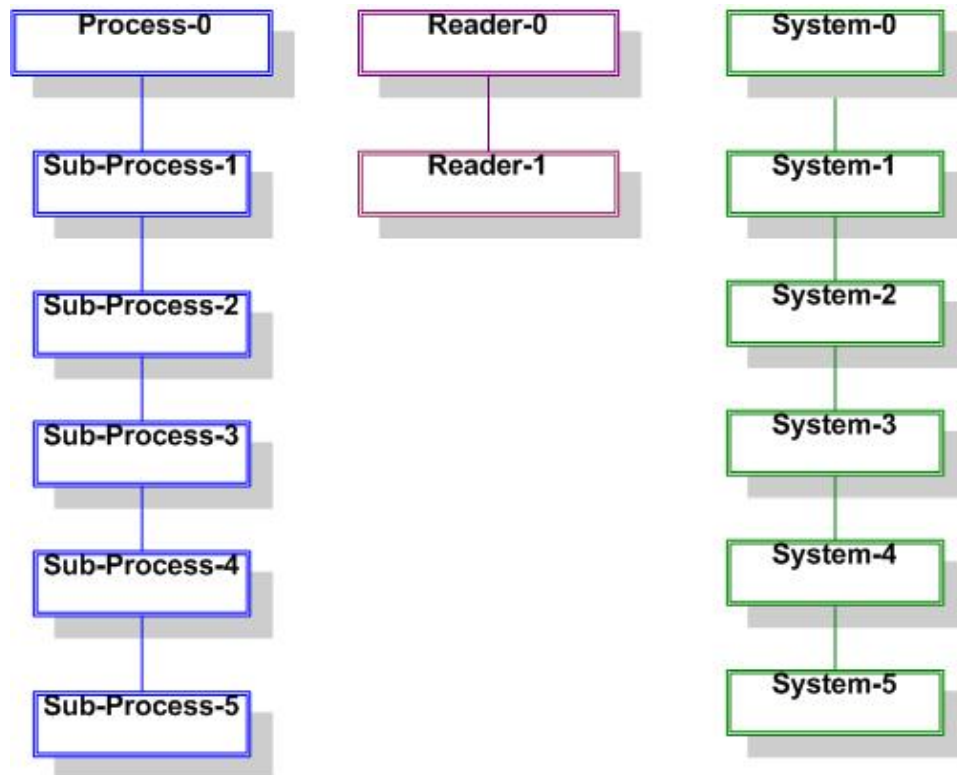 Process-0
Reader-0
System-0
Sub-Process-1
Reader-1
System-1
Sub-Process-2
System-2
Sub-Process-3
System-3
Sub-Process-4
System-4
Sub-Process-5
System-5